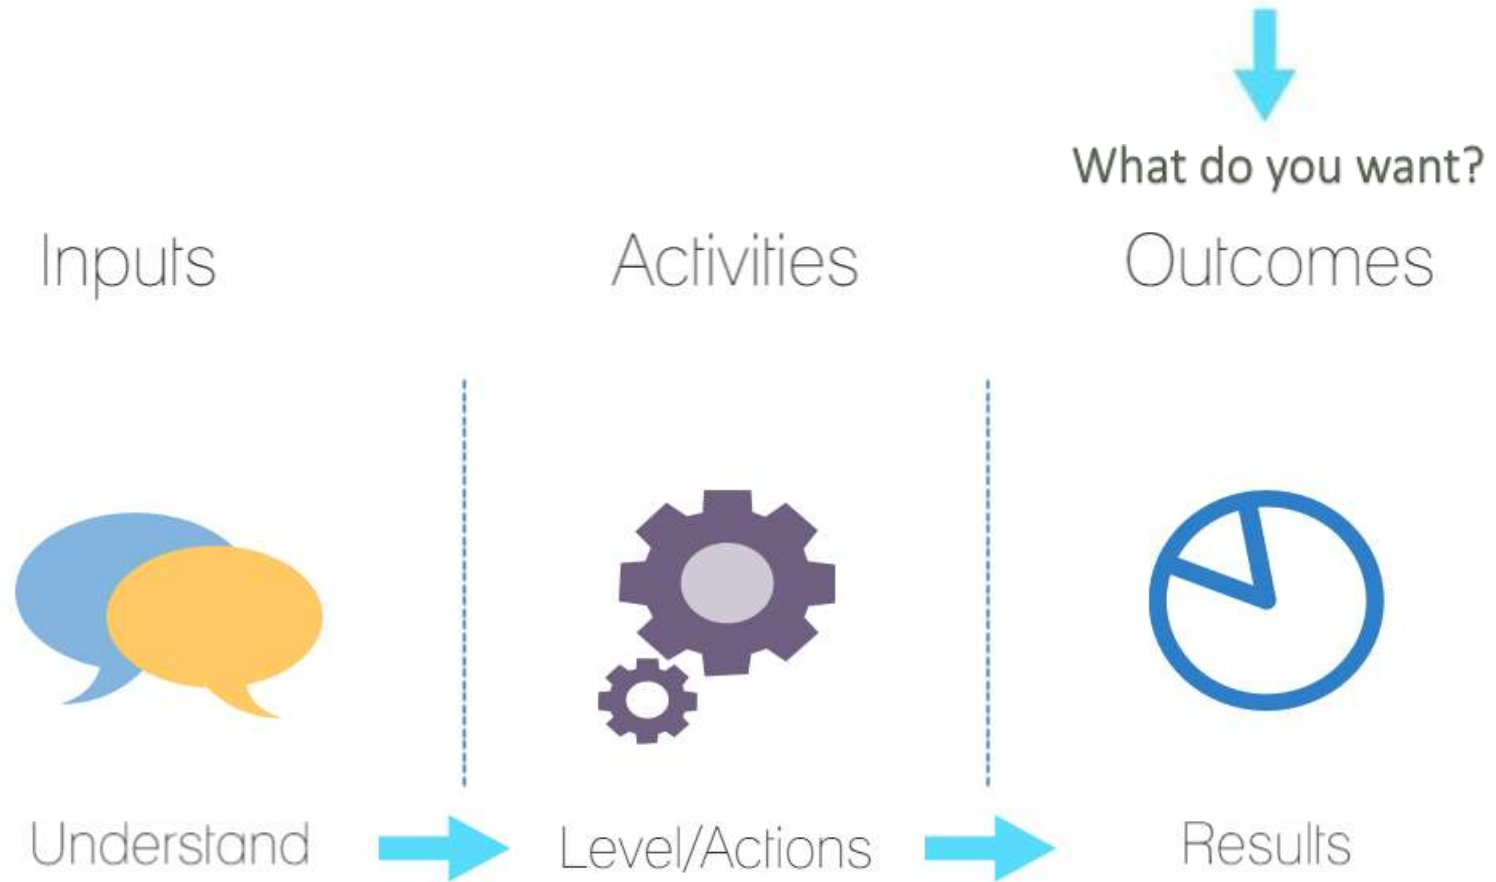 What do you want?
Inputs
Activities
Outcomes
Understand
Level/Actions
Results